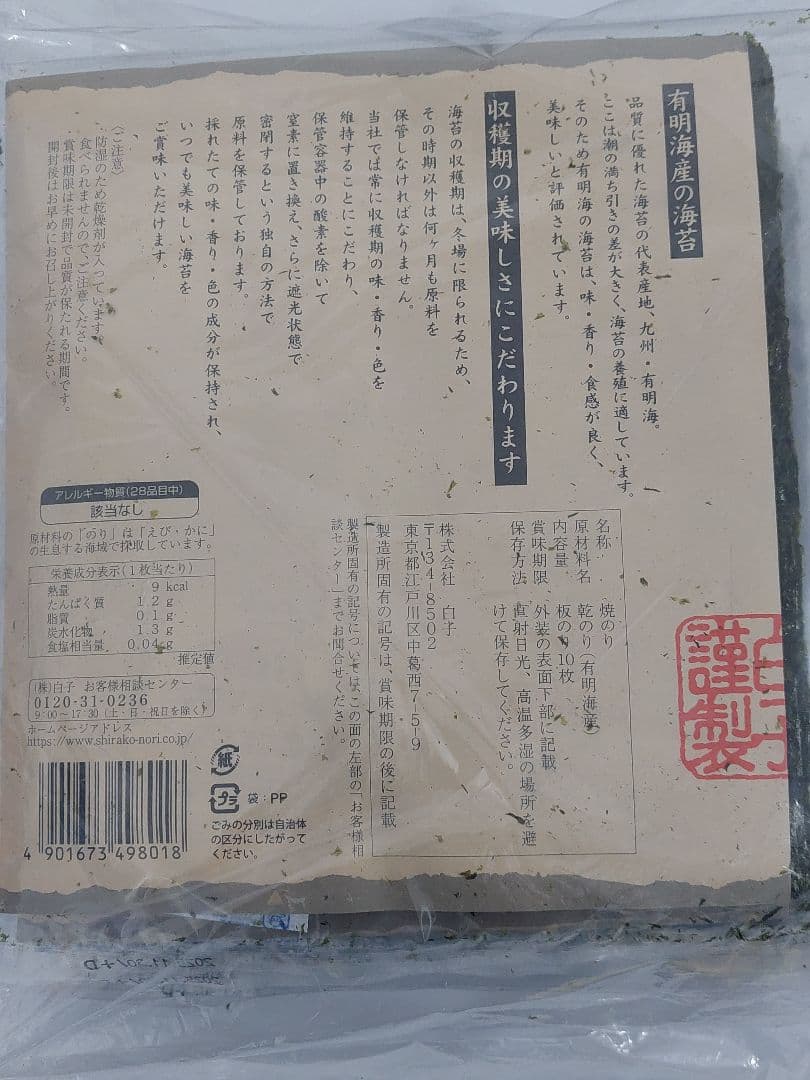 有明海産の海苔
品質に優れた海苔の代表産地、九州・有明海。
ここは潮の満ち引きの差が大きく、海苔の養殖に適しています。
そのため有明海の海苔は、味・香り・食感が良く、
美味しいと評価されています。
収穫期の美味しさにこだわります
海苔の収穫期は、冬場に限られるため、
その時期以外は何ヶ月も原料を
保管しなければなりません。
当社では常に収穫期の味・香り・色を
維持することにこだわり、
保管容器中の酸素を除いて
窒素に置き換え、さらに遮光状態で
密閉するという独自の方法で
原料を保管しております。
採れたての味・香り・色の成分が保持され、
いつでも美味しい海苔を
ご賞味いただけます。
〈ご注意〉
・防湿のため乾燥剤が入っています。
食べられませんので、ご注意ください。
・賞味期限は未開封で品質が保たれる期間です。
開封後はお早めにお召し上がりください。
名称 焼のり
原材料名 乾のり(有明海産)
内容量 板のり10枚
賞味期限 外装の表面下部に記載
保存方法 直射日光、高温多湿の場所を避
けて保存してください。
株式会社 白子
〒134-8502
東京都江戸川区中葛西7-5-9
製造所固有の記号は、賞味期限の後に記載
製造所固有の記号については、この面の左部の「お客様相
談センター」までお問合せください。
アレルギー物質(28品目中)
該当なし
原材料の「のり」は「えび・かに」
の生息する海域で採取しています。
栄養成分表示(1枚当たり)
熱量 9 kcal
たんぱく質 1.2 g
脂質 0.1 g
炭水化物 1.3 g
食塩相当量 0.04 g
推定値
(株)白子 お客様相談センター
0120-31-0236
9:00〜17:30(土・日・祝日を除く)
ホームページアドレス
https://www.shirako-nori.co.jp/
紙
プラ 袋:PP
ごみの分別は自治体
の区分にしたがって
ください。
4 901673 498018
謹製